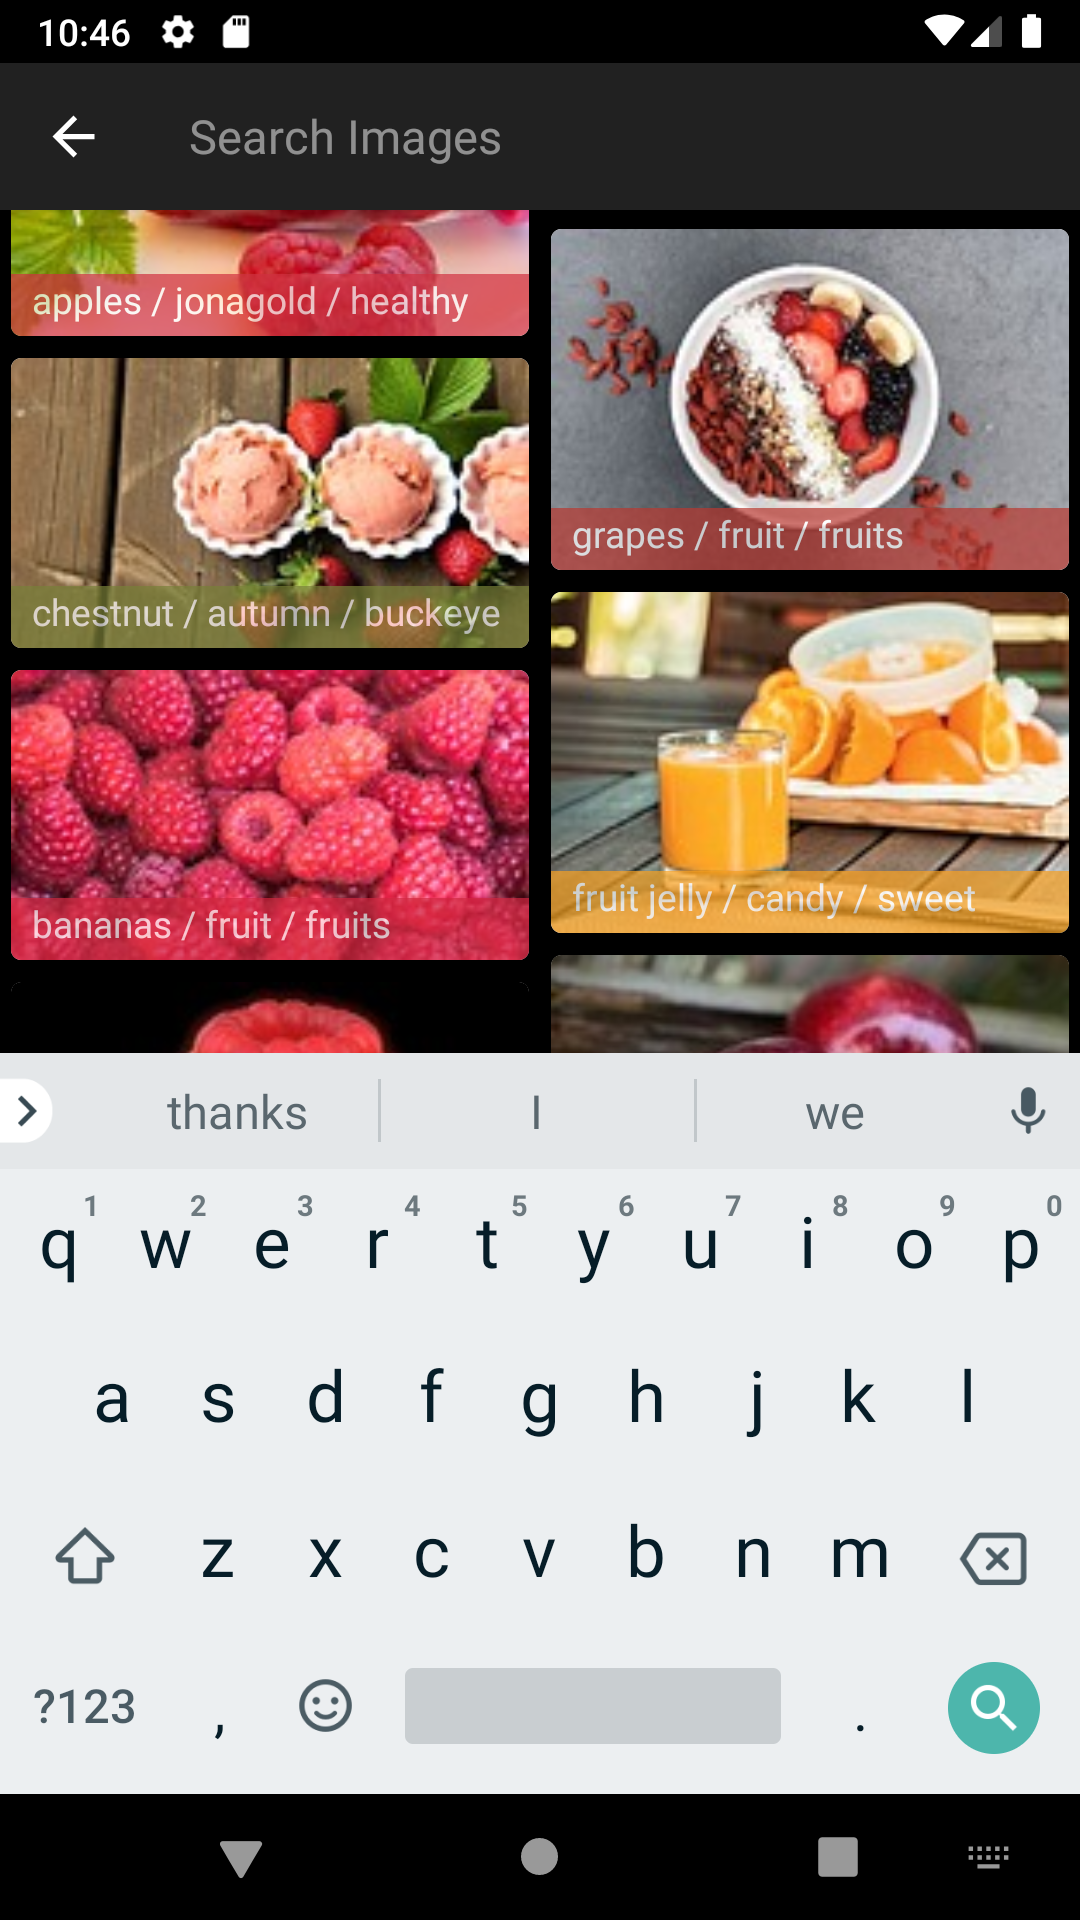 10:46
Search Images
apples / jonagold / healthy
grapes / fruit / fruits
chestnut / autumn / buckeye
fruit jelly / candy / sweet
bananas / fruit / fruits
thanks
I
we
1 2 3 4 5 6 7 8 9 0
q w e r t y u i o p
a s d f g h j k l
z x c v b n m
?123 , .